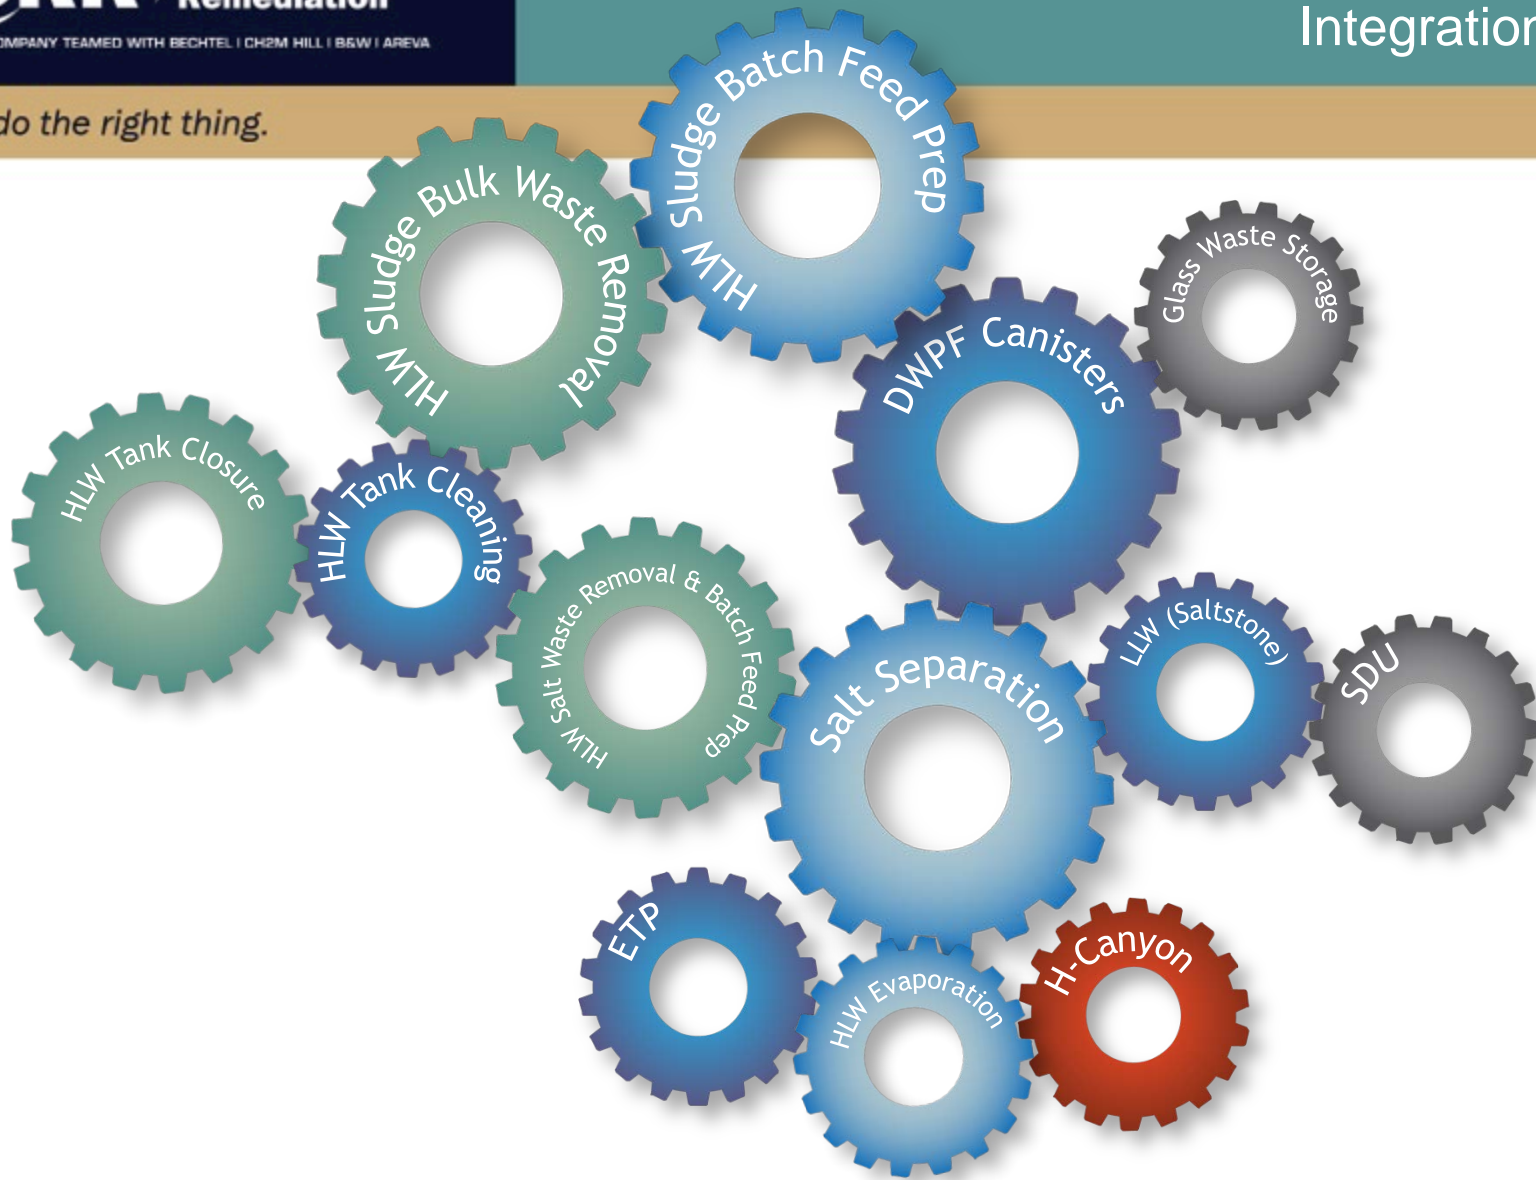 Remediation
COMPANY TEAMED WITH BECHTEL | CH2M HILL | B&W | AREVA
Integration
do the right thing.
HLW Sludge Batch Feed Prep
HLW Sludge Bulk Waste Removal
Glass Waste Storage
DWPF Canisters
HLW Tank Closure
HLW Tank Cleaning
HLW Salt Waste Removal & Batch Feed Prep
LLW (Saltstone)
SDU
Salt Separation
ETP
H-Canyon
HLW Evaporation